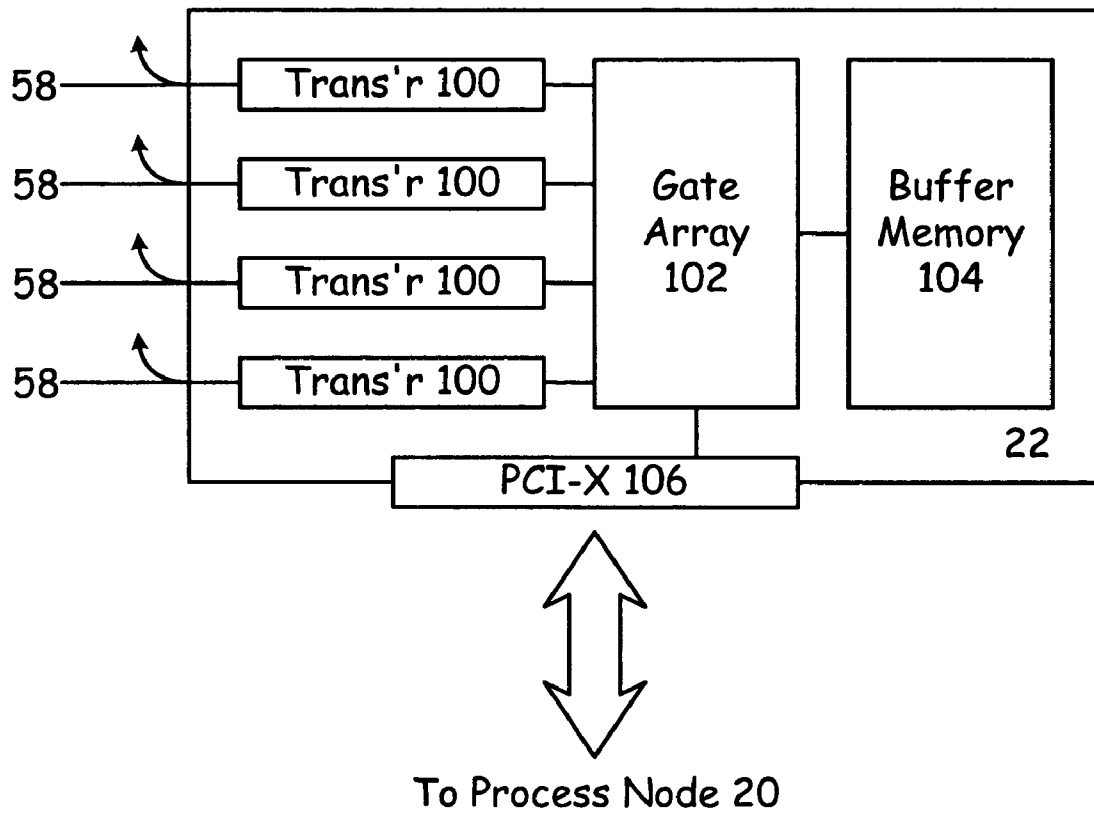 58
Trans'r 100
58
Trans'r 100
58
Trans'r 100
58
Trans'r 100
Gate
Array
102
Buffer
Memory
104
22
PCI-X 106
To Process Node 20